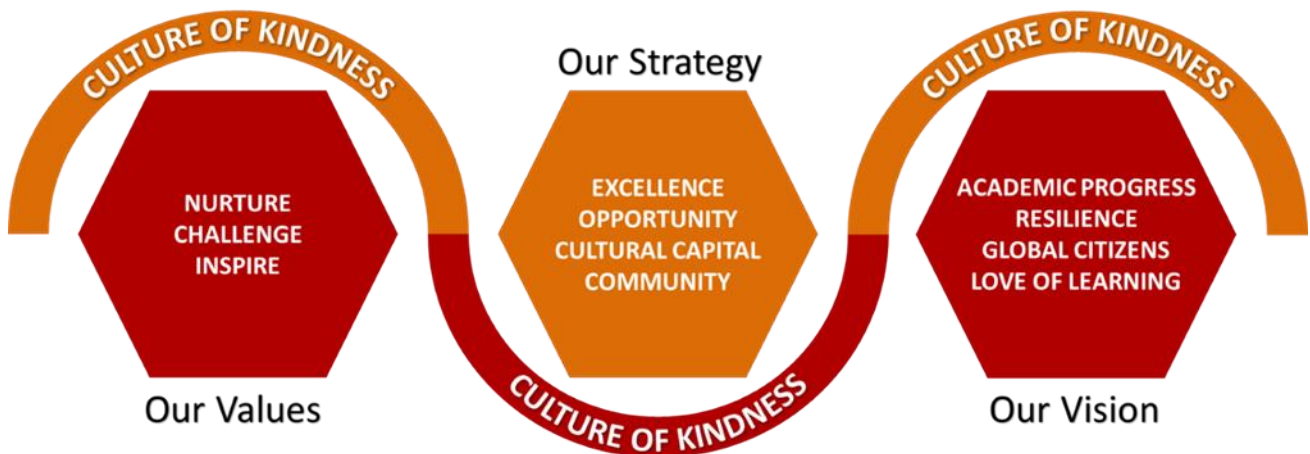 CULTURE OF KINDNESS
NURTURE
CHALLENGE
INSPIRE
Our Values
Our Strategy
EXCELLENCE
OPPORTUNITY
CULTURAL CAPITAL
COMMUNITY
CULTURE OF KINDNESS
CULTURE OF KINDNESS
ACADEMIC PROGRESS
RESILIENCE
GLOBAL CITIZENS
LOVE OF LEARNING
Our Vision